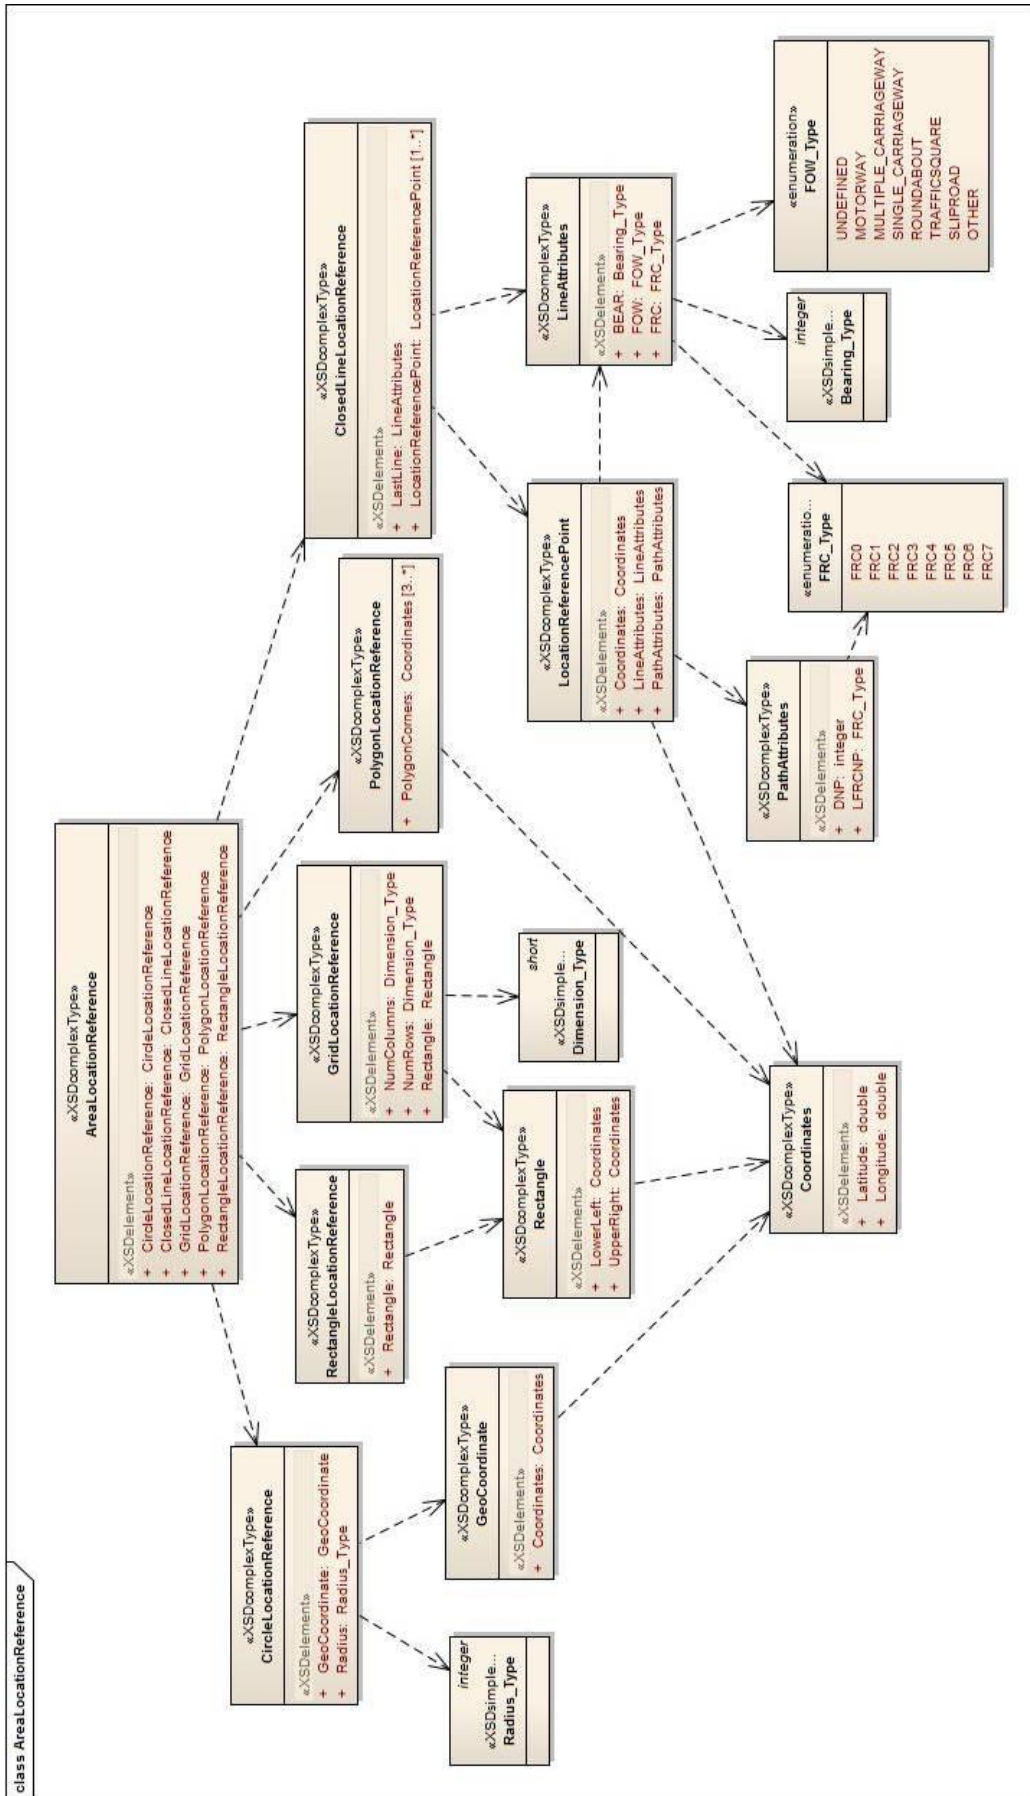 class AreaLocationReference
«XSDcomplexType»
AreaLocationReference
«XSDelement»
+ CircleLocationReference: CircleLocationReference
+ ClosedLineLocationReference: ClosedLineLocationReference
+ GridLocationReference: GridLocationReference
+ PolygonLocationReference: PolygonLocationReference
+ RectangleLocationReference: RectangleLocationReference
«XSDcomplexType»
CircleLocationReference
«XSDelement»
+ GeoCoordinate: GeoCoordinate
+ Radius: Radius_Type
«XSDcomplexType»
RectangleLocationReference
«XSDelement»
+ Rectangle: Rectangle
«XSDcomplexType»
GridLocationReference
«XSDelement»
+ NumColumns: Dimension_Type
+ NumRows: Dimension_Type
+ Rectangle: Rectangle
«XSDcomplexType»
PolygonLocationReference
«XSDelement»
+ PolygonCorners: Coordinates [3..*]
«XSDcomplexType»
ClosedLineLocationReference
«XSDelement»
+ LastLine: LineAttributes
+ LocationReferencePoint: LocationReferencePoint [1..*]
integer
«XSDsimple...
Radius_Type
«XSDcomplexType»
GeoCoordinate
«XSDelement»
+ Coordinates: Coordinates
«XSDcomplexType»
Rectangle
«XSDelement»
+ LowerLeft: Coordinates
+ UpperRight: Coordinates
short
«XSDsimple...
Dimension_Type
«XSDcomplexType»
LocationReferencePoint
«XSDelement»
+ Coordinates: Coordinates
+ LineAttributes: LineAttributes
+ PathAttributes: PathAttributes
«XSDcomplexType»
LineAttributes
«XSDelement»
+ BEAR: Bearing_Type
+ FOW: FOW_Type
+ FRC: FRC_Type
«XSDcomplexType»
Coordinates
«XSDelement»
+ Latitude: double
+ Longitude: double
«XSDcomplexType»
PathAttributes
«XSDelement»
+ DNP: integer
+ LFRCNP: FRC_Type
«enumeratio...
FRC_Type
FRC0
FRC1
FRC2
FRC3
FRC4
FRC5
FRC6
FRC7
integer
«XSDsimple...
Bearing_Type
«enumeration»
FOW_Type
UNDEFINED
MOTORWAY
MULTIPLE_CARRIAGEWAY
SINGLE_CARRIAGEWAY
ROUNDABOUT
TRAFFICSQUARE
SLIPROAD
OTHER